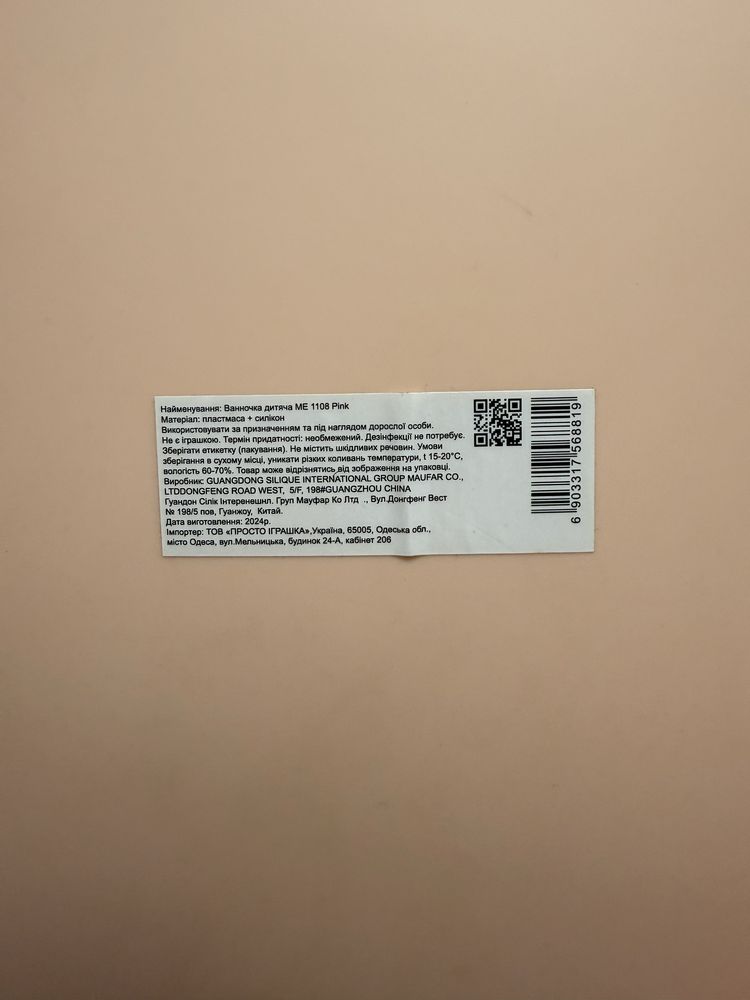 Найменування: Ванночка дитяча ME 1108 Pink
Матеріал: пластмаса + силікон
Використовувати за призначенням та під наглядом дорослої особи.
Не є іграшкою. Термін придатності: необмежений. Дезінфекції не потребує.
Зберігати етикетку (пакування). Не містить шкідливих речовин. Умови
зберігання в сухому місці, уникати різких коливань температури, t 15-20°C,
вологість 60-70%. Товар може відрізнятись від зображення на упаковці.
Виробник: GUANGDONG SILIQUE INTERNATIONAL GROUP MAUFAR CO.,
LTDDONGFENG ROAD WEST, 5/F, 198#GUANGZHOU CHINA
Гуандон Сілік Інтеренешнл. Груп Мауфар Ко Лтд ., Вул.Донгфенг Вест
№ 198/5 пов, Гуанжоу, Китай.
Дата виготовлення: 2024р.
Імпортер: ТОВ «ПРОСТО ІГРАШКА»,Україна, 65005, Одеська обл.,
місто Одеса, вул.Мельницька, будинок 24-А, кабінет 206
6 903317 568819